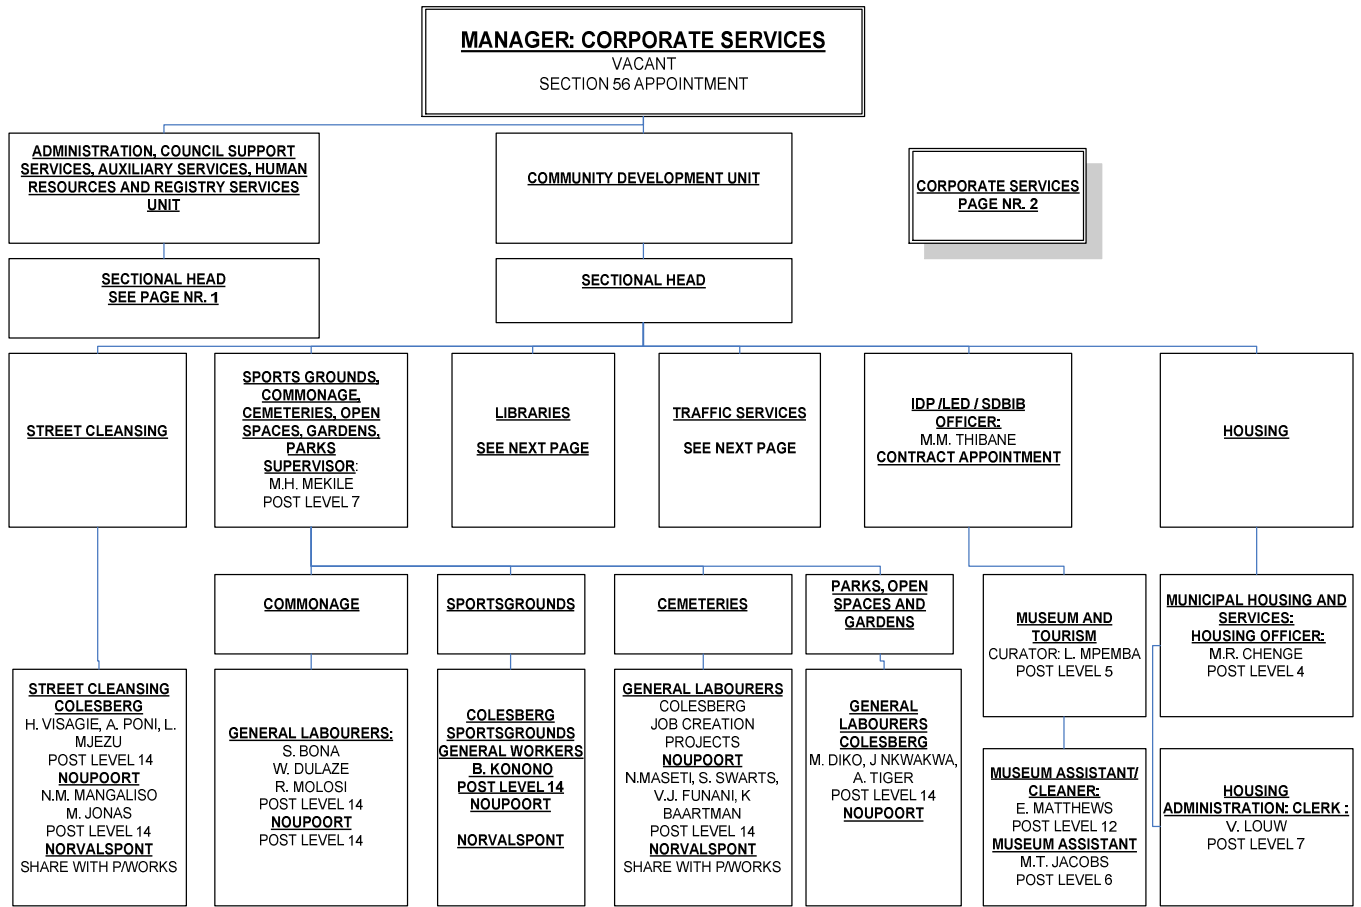 MANAGER: CORPORATE SERVICES
VACANT
SECTION 56 APPOINTMENT
ADMINISTRATION, COUNCIL SUPPORT
SERVICES, AUXILIARY SERVICES, HUMAN
RESOURCES AND REGISTRY SERVICES
UNIT
COMMUNITY DEVELOPMENT UNIT
CORPORATE SERVICES
PAGE NR. 2
SECTIONAL HEAD
SEE PAGE NR. 1
SECTIONAL HEAD
STREET CLEANSING
SPORTS GROUNDS,
COMMONAGE,
CEMETERIES, OPEN
SPACES, GARDENS,
PARKS
SUPERVISOR:
M.H. MEKILE
POST LEVEL 7
LIBRARIES
SEE NEXT PAGE
TRAFFIC SERVICES
SEE NEXT PAGE
IDP /LED / SDBIB
OFFICER:
M.M. THIBANE
CONTRACT APPOINTMENT
HOUSING
COMMONAGE
SPORTSGROUNDS
CEMETERIES
PARKS, OPEN
SPACES AND
GARDENS
MUSEUM AND
TOURISM
CURATOR: L. MPEMBA
POST LEVEL 5
MUNICIPAL HOUSING AND
SERVICES:
HOUSING OFFICER:
M.R. CHENGE
POST LEVEL 4
STREET CLEANSING
COLESBERG
H. VISAGIE, A. PONI, L.
MJEZU
POST LEVEL 14
NOUPOORT
N.M. MANGALISO
M. JONAS
POST LEVEL 14
NORVALSPONT
SHARE WITH P/WORKS
GENERAL LABOURERS:
S. BONA
W. DULAZE
R. MOLOSI
POST LEVEL 14
NOUPOORT
POST LEVEL 14
COLESBERG
SPORTSGROUNDS
GENERAL WORKERS
B. KONONO
POST LEVEL 14
NOUPOORT
NORVALSPONT
GENERAL LABOURERS
COLESBERG
JOB CREATION
PROJECTS
NOUPOORT
N.MASETI, S. SWARTS,
V.J. FUNANI, K
BAARTMAN
POST LEVEL 14
NORVALSPONT
SHARE WITH P/WORKS
GENERAL
LABOURERS
COLESBERG
M. DIKO, J NKWAKWA,
A. TIGER
POST LEVEL 14
NOUPOORT
MUSEUM ASSISTANT/
CLEANER:
E. MATTHEWS
POST LEVEL 12
MUSEUM ASSISTANT
M.T. JACOBS
POST LEVEL 6
HOUSING
ADMINISTRATION: CLERK :
V. LOUW
POST LEVEL 7